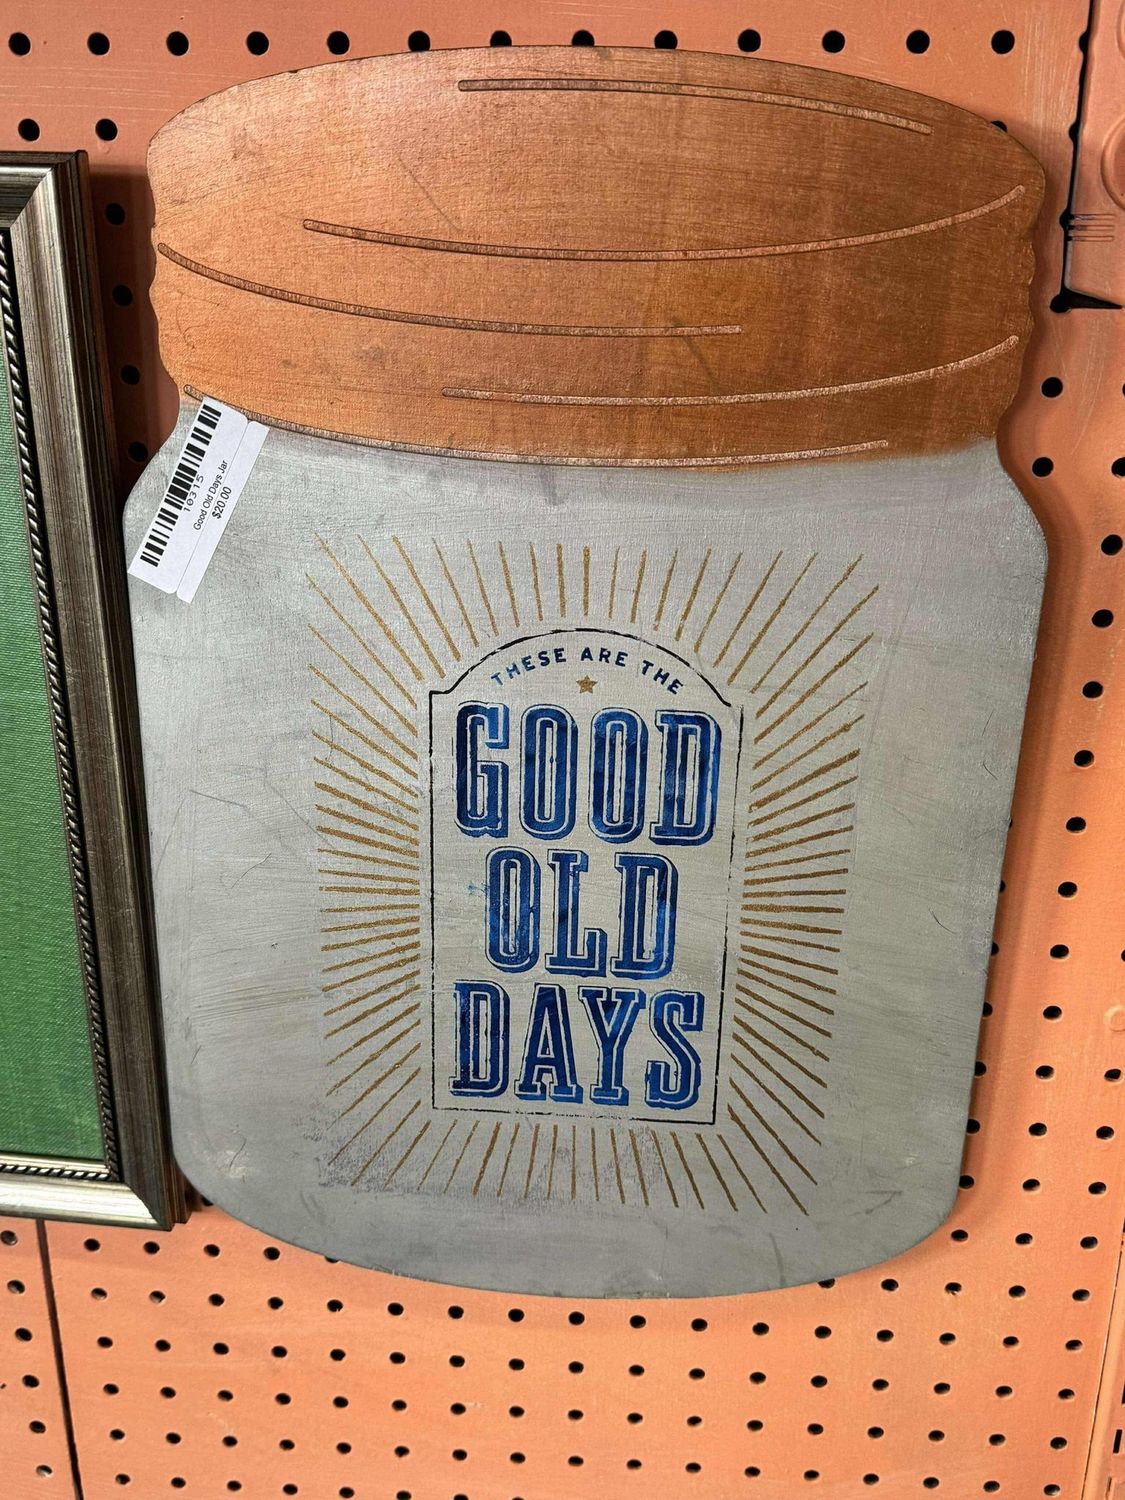 10315
Good Old Days Jar
$20.00
THESE ARE THE
GOOD
OLD
DAYS